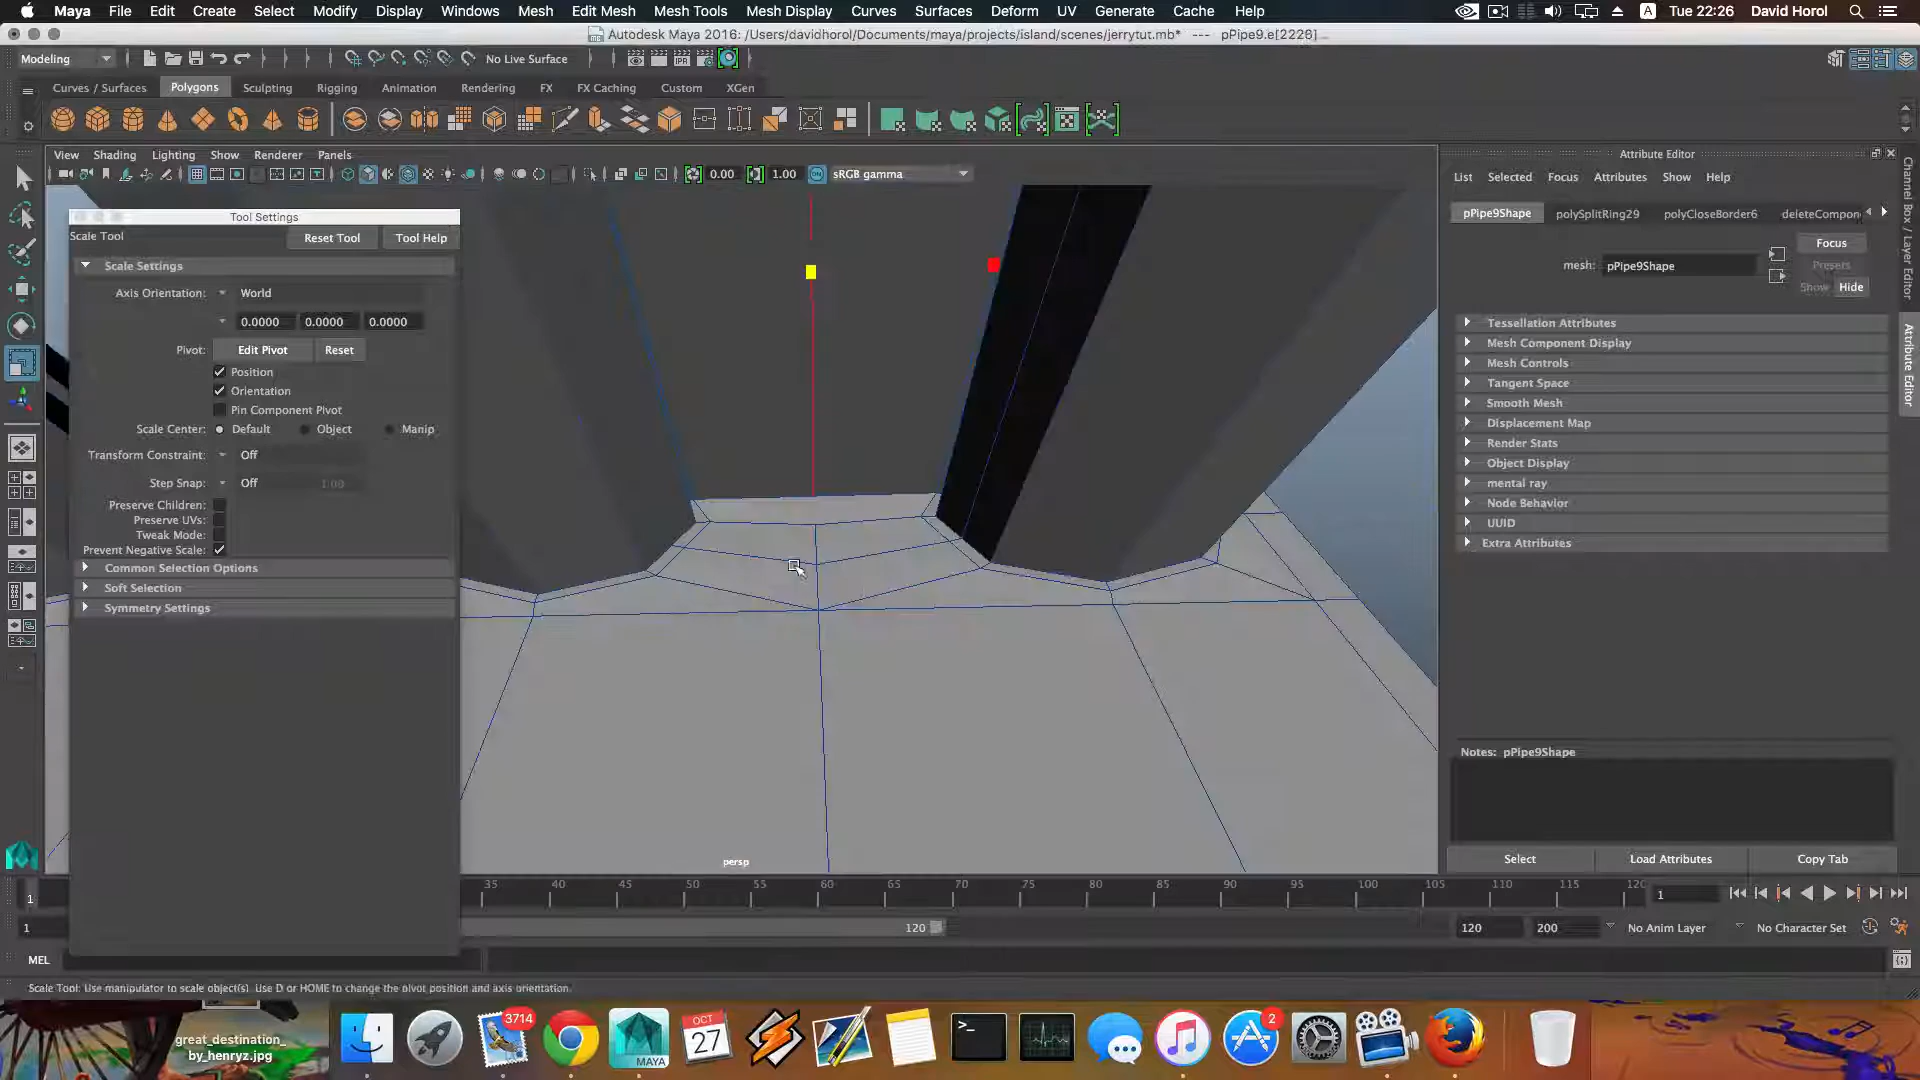 Maya File Edit Create Select Modify Display Windows Mesh Edit Mesh Mesh Tools Mesh Display Curves Surfaces Deform UV Generate Cache Help A Tue 22:26 David Horol
Autodesk Maya 2016: /Users/davidhorol/Documents/maya/projects/island/scenes/jerrytut.mb* --- pPipe9.e[2226]
Modeling No Live Surface
Curves / Surfaces Polygons Sculpting Rigging Animation Rendering FX FX Caching Custom XGen
View Shading Lighting Show Renderer Panels
0.00 1.00 sRGB gamma
Tool Settings
Scale Tool Reset Tool Tool Help
Scale Settings
Axis Orientation: World
0.0000 0.0000 0.0000
Pivot: Edit Pivot Reset
Position
Orientation
Pin Component Pivot
Scale Center: Default Object Manip
Transform Constraint: Off
Step Snap: Off 1.00
Preserve Children:
Preserve UVs:
Tweak Mode:
Prevent Negative Scale:
Common Selection Options
Soft Selection
Symmetry Settings
persp
Attribute Editor
List Selected Focus Attributes Show Help
pPipe9Shape polySplitRing29 polyCloseBorder6 deleteCompon
Focus
mesh: pPipe9Shape
Presets
Show Hide
Tessellation Attributes
Mesh Component Display
Mesh Controls
Tangent Space
Smooth Mesh
Displacement Map
Render Stats
Object Display
mental ray
Node Behavior
UUID
Extra Attributes
Notes: pPipe9Shape
Select Load Attributes Copy Tab
Channel Box / Layer Editor
Attribute Editor
1 35 40 45 50 55 60 65 70 75 80 85 90 95 100 105 110 115 120 1
1 120 120 200 No Anim Layer No Character Set
MEL
Scale Tool: Use manipulator to scale object(s). Use D or HOME to change the pivot position and axis orientation.
great_destination_
by_henryz.jpg
3714
MAYA
OCT
27
2